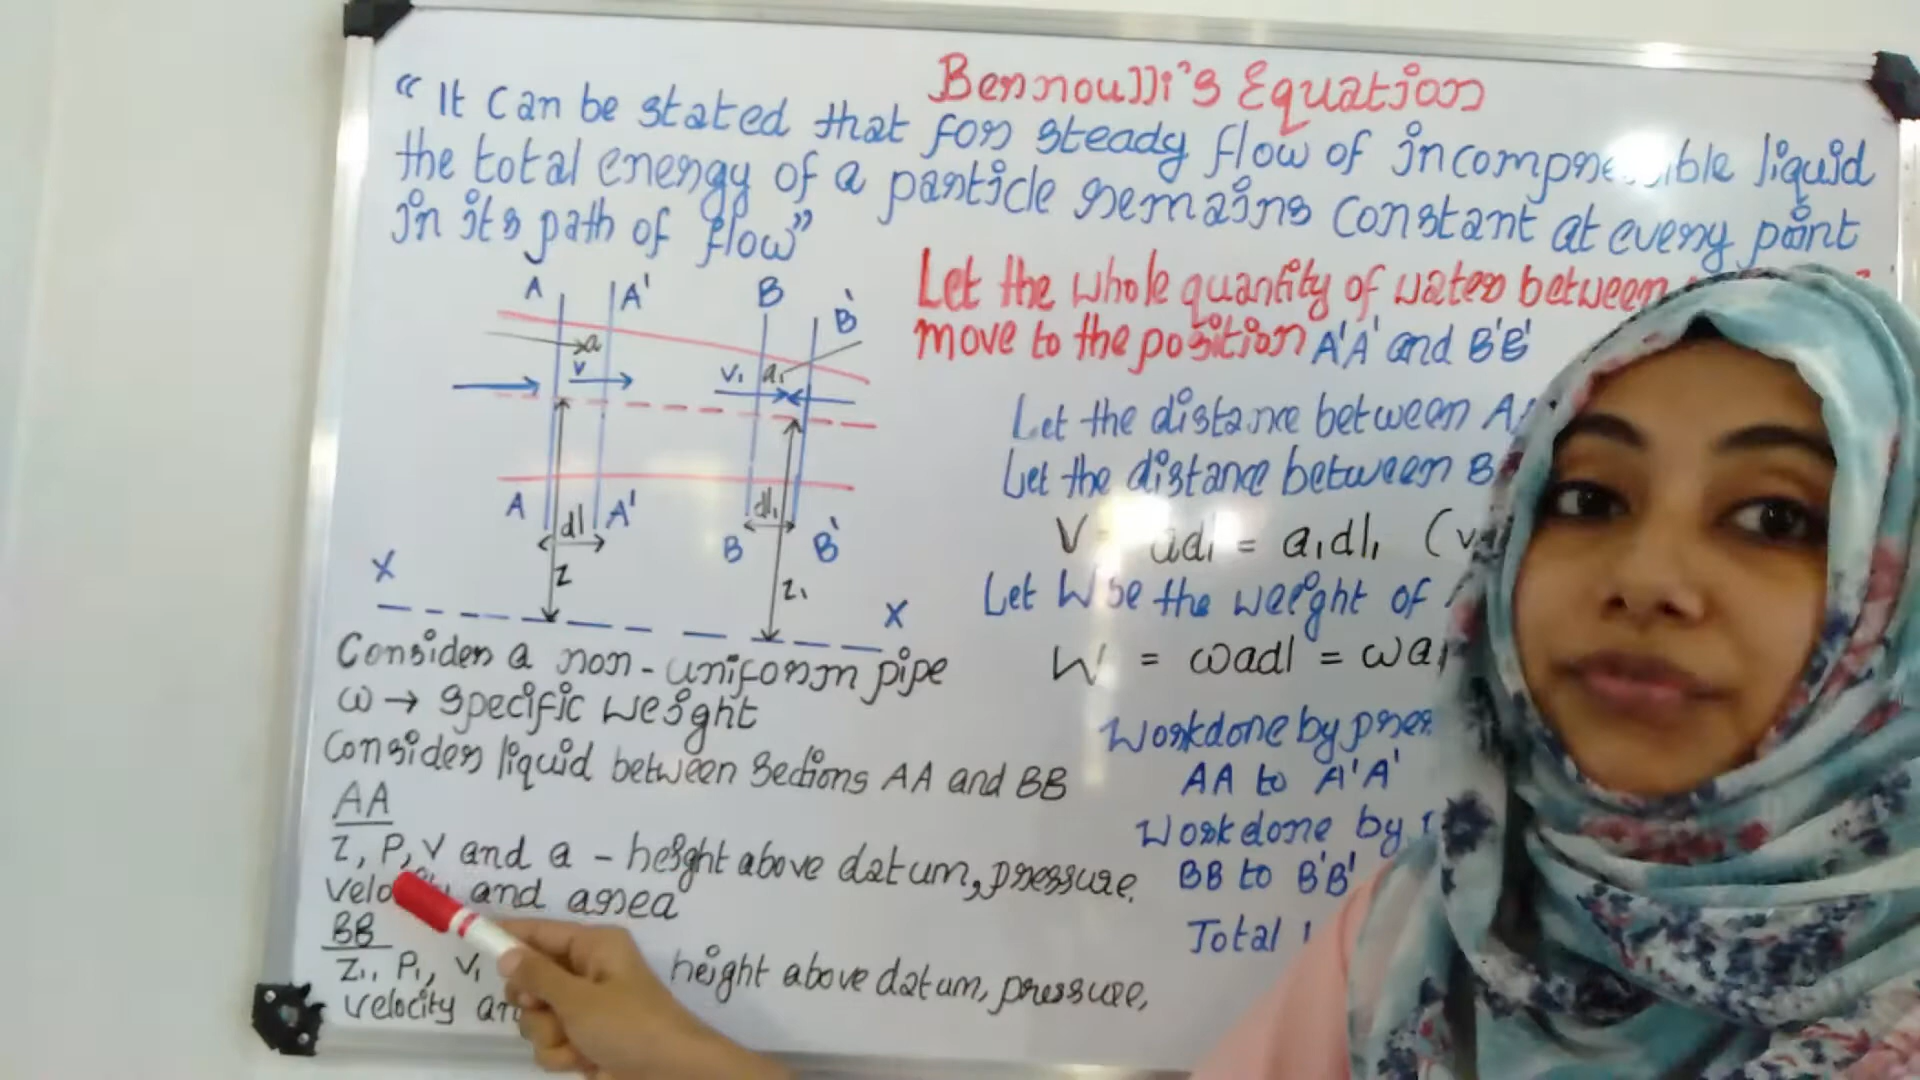 Bernoulli's Equation
"It can be stated that for steady flow of incompressible liquid
the total energy of a particle remains constant at every point
in its path of flow"
A A' B B'
a
v v₁ a₁
A dl A' dl₁ B B'
z z₁
X X
Consider a non-uniform pipe
ω → specific weight
Consider liquid between sections AA and BB
AA
z, P, v and a - height above datum, pressure,
and area
BB
z₁, P₁, v₁ height above datum, pressure,
velocity
Let the whole quantity of water between
move to the position A'A' and B'B'
Let the distance between
Let the distance between B
V = adl = a₁dl₁
Let W be the weight of
W = ωadl = ωa₁
Workdone by
AA to A'A'
Workdone by
BB to B'B'
Total